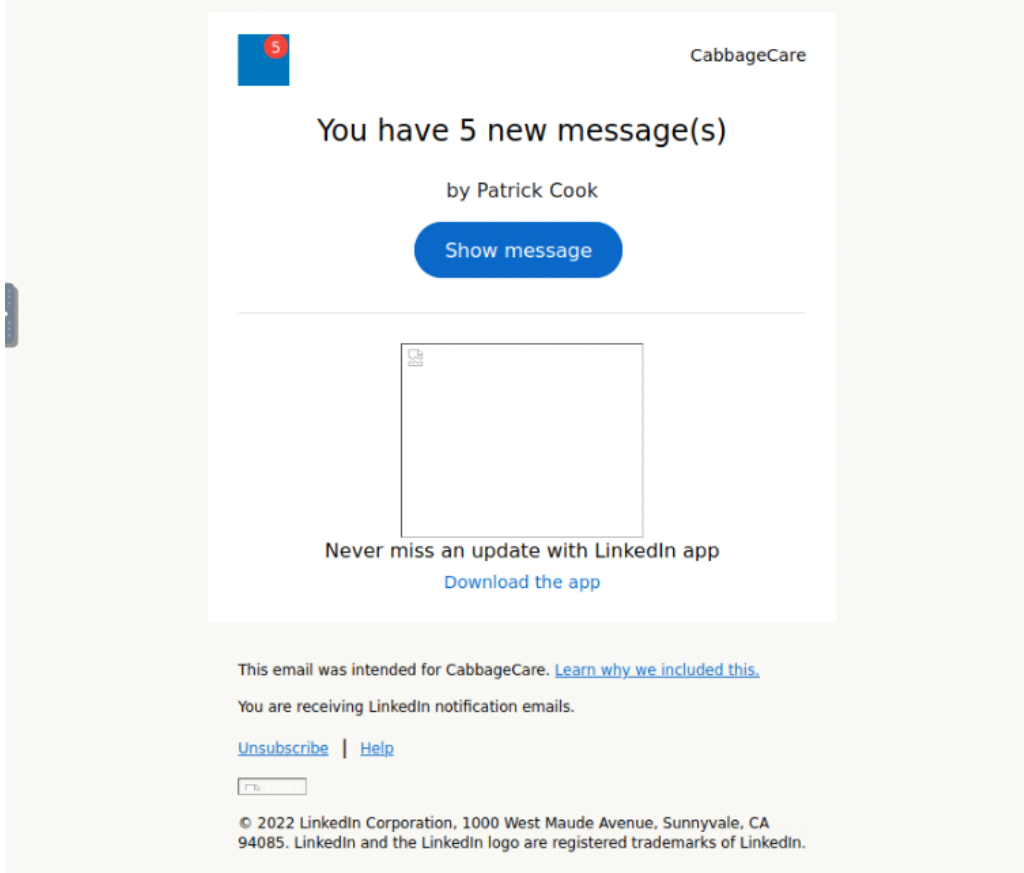 5
CabbageCare
You have 5 new message(s)
by Patrick Cook
Show message
Never miss an update with LinkedIn app
Download the app
This email was intended for CabbageCare. Learn why we included this.
You are receiving LinkedIn notification emails.
Unsubscribe | Help
© 2022 LinkedIn Corporation, 1000 West Maude Avenue, Sunnyvale, CA
94085. LinkedIn and the LinkedIn logo are registered trademarks of LinkedIn.